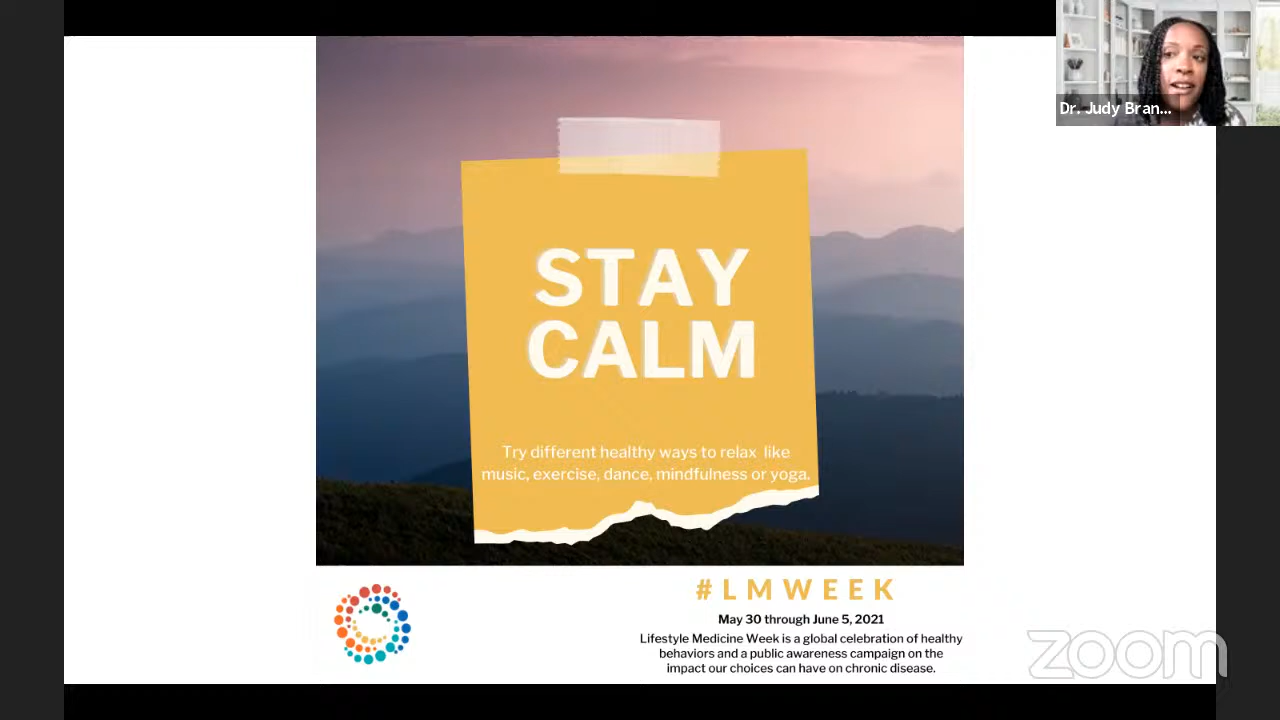 Dr. Judy Bran...
STAY
CALM
Try different healthy ways to relax like
music, exercise, dance, mindfulness or yoga.
#LMWEEK
May 30 through June 5, 2021
Lifestyle Medicine Week is a global celebration of healthy
behaviors and a public awareness campaign on the
impact our choices can have on chronic disease.
zoom